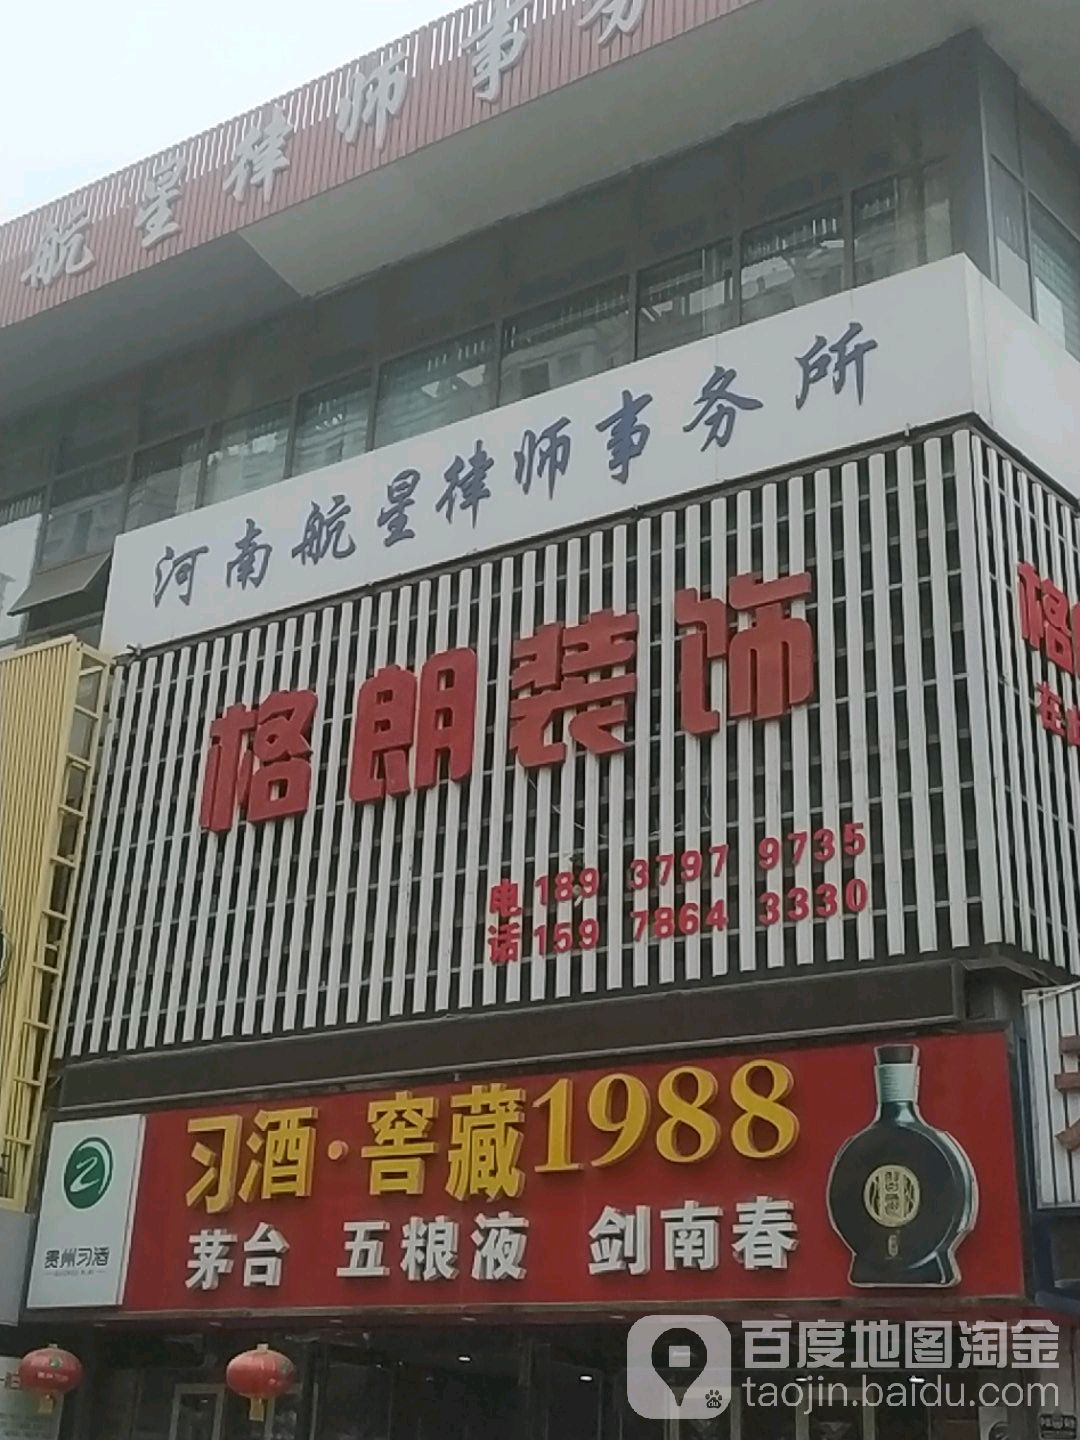 航星律师事务
河南航星律师事务所
格朗装饰
电话
189 3797 9735
159 7864 3330
格
在
习酒·窖藏1988
茅台 五粮液 剑南春
贵州习酒
百度地图淘金
taojin.baidu.com